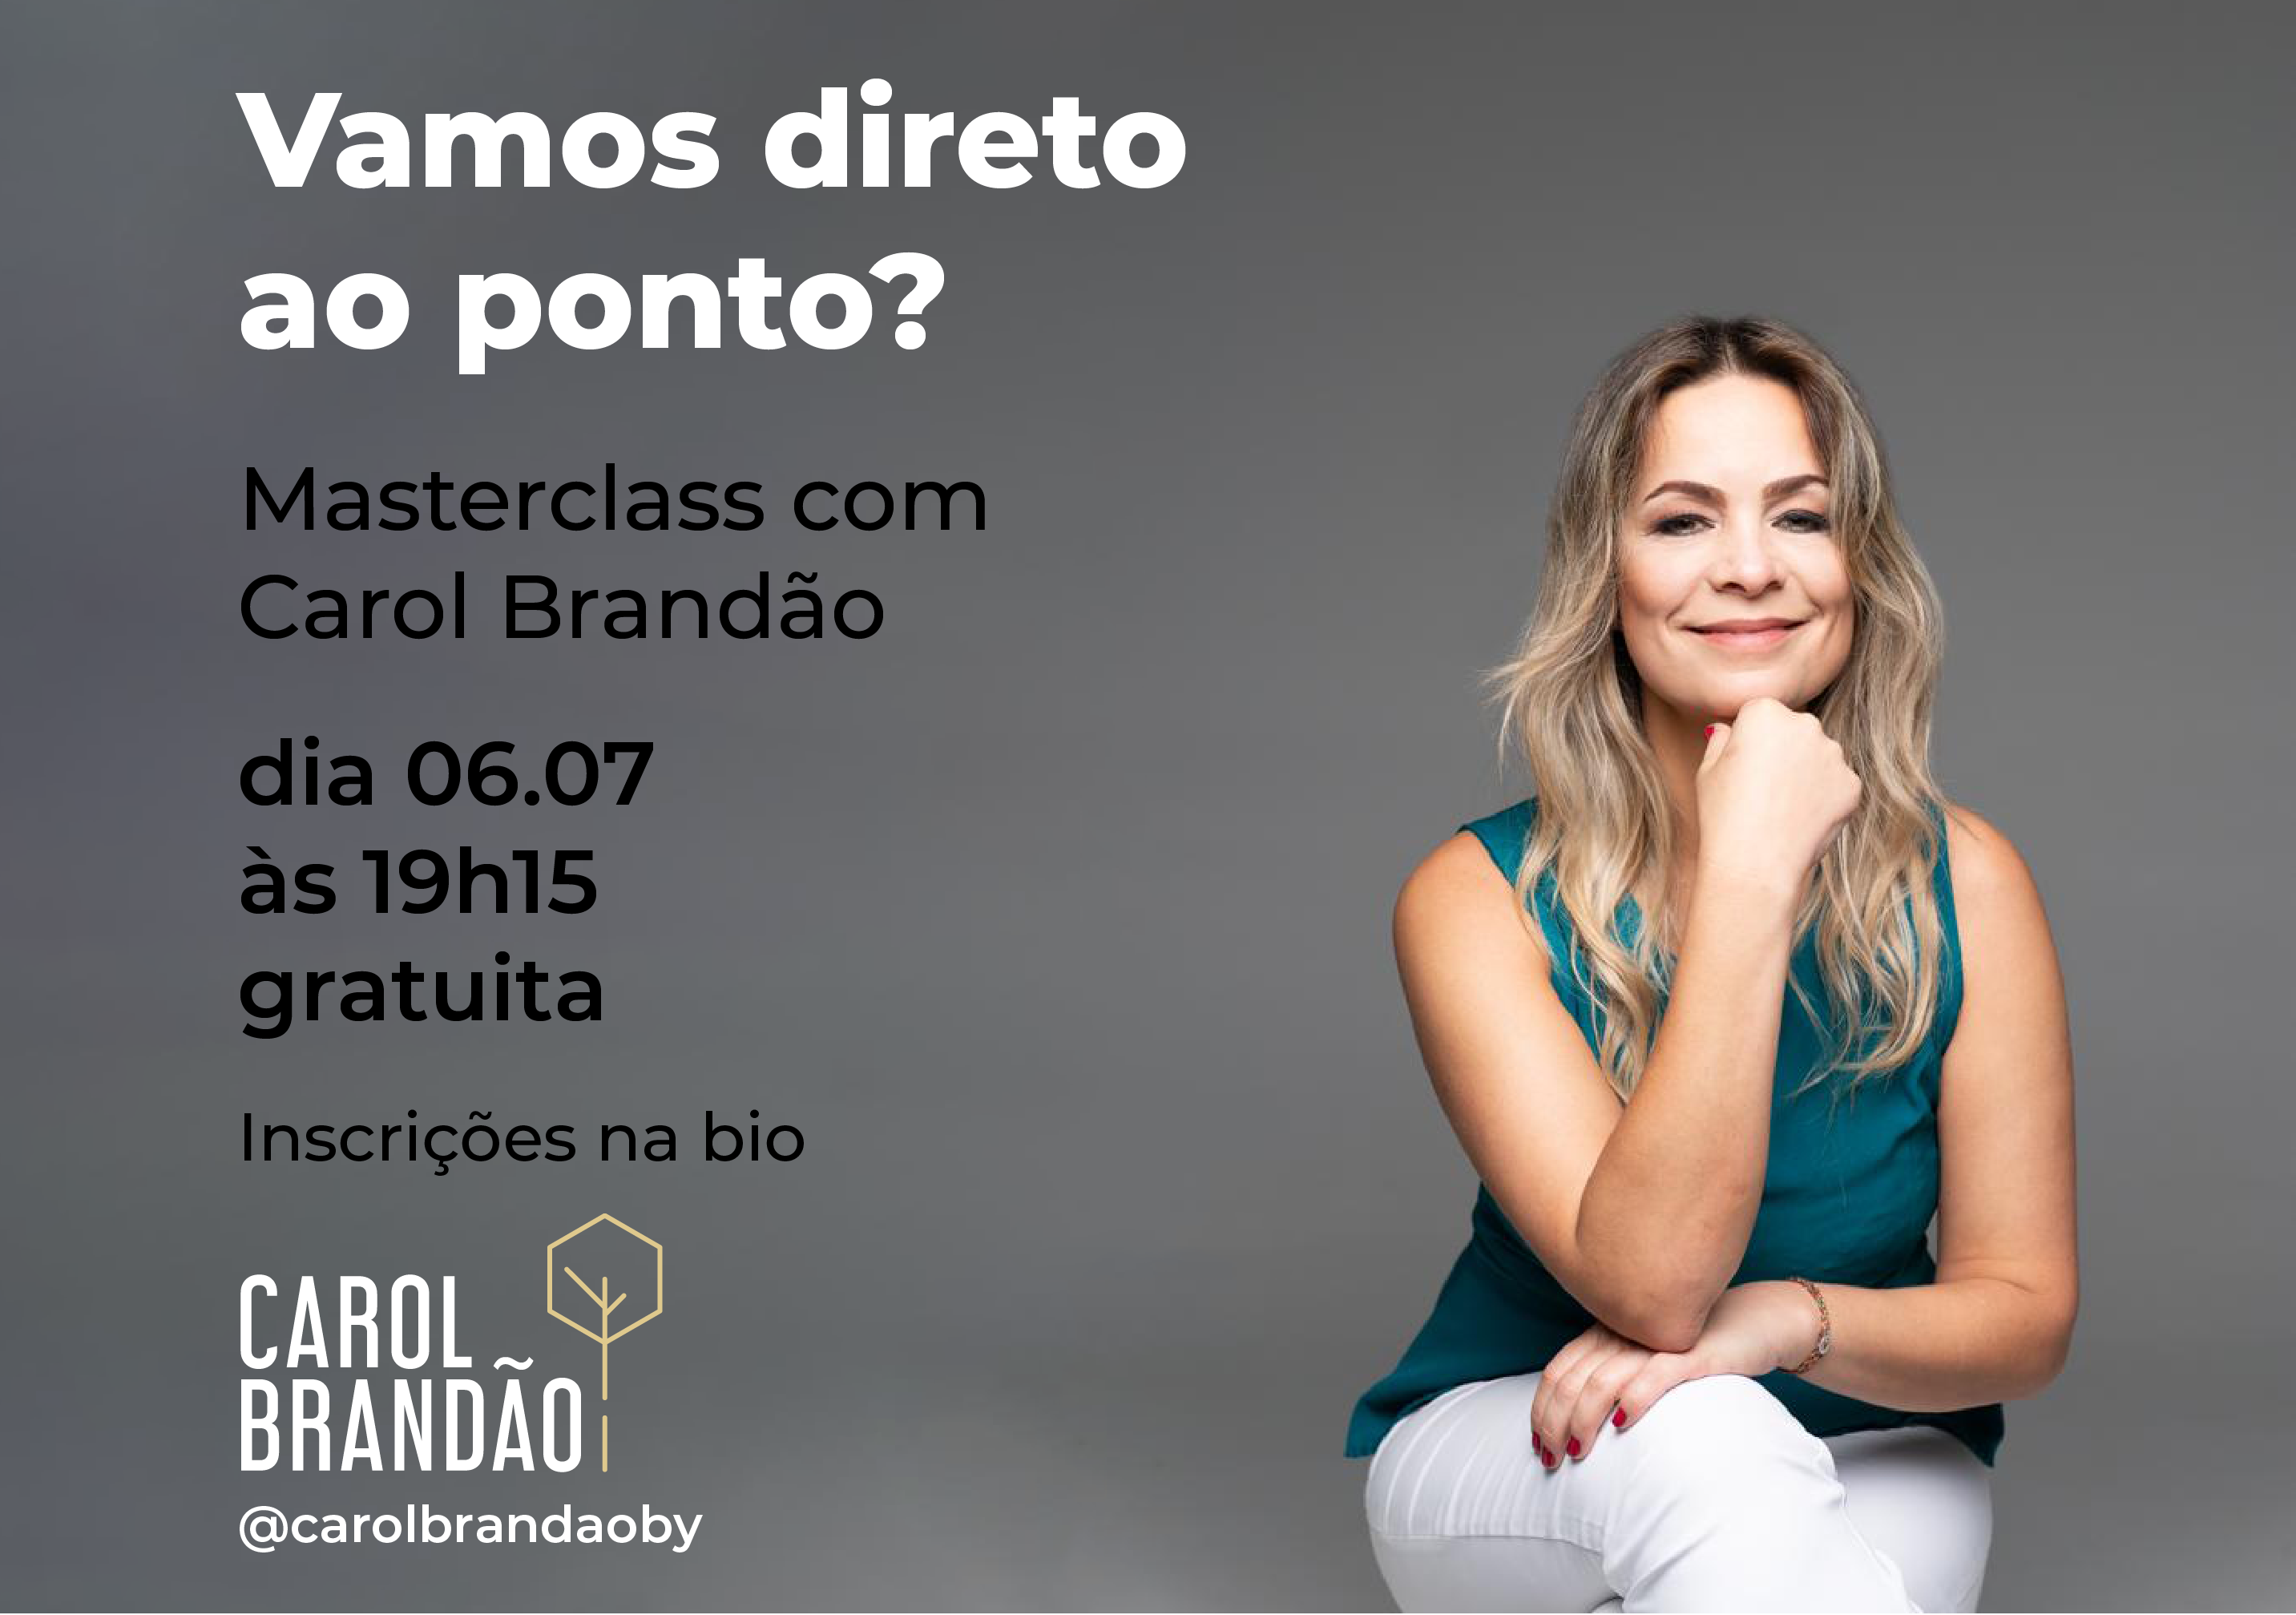 Vamos direto
ao ponto?
Masterclass com
Carol Brandão
dia 06.07
às 19h15
gratuita
Inscrições na bio
CAROL
BRANDÃO
@carolbrandaoby